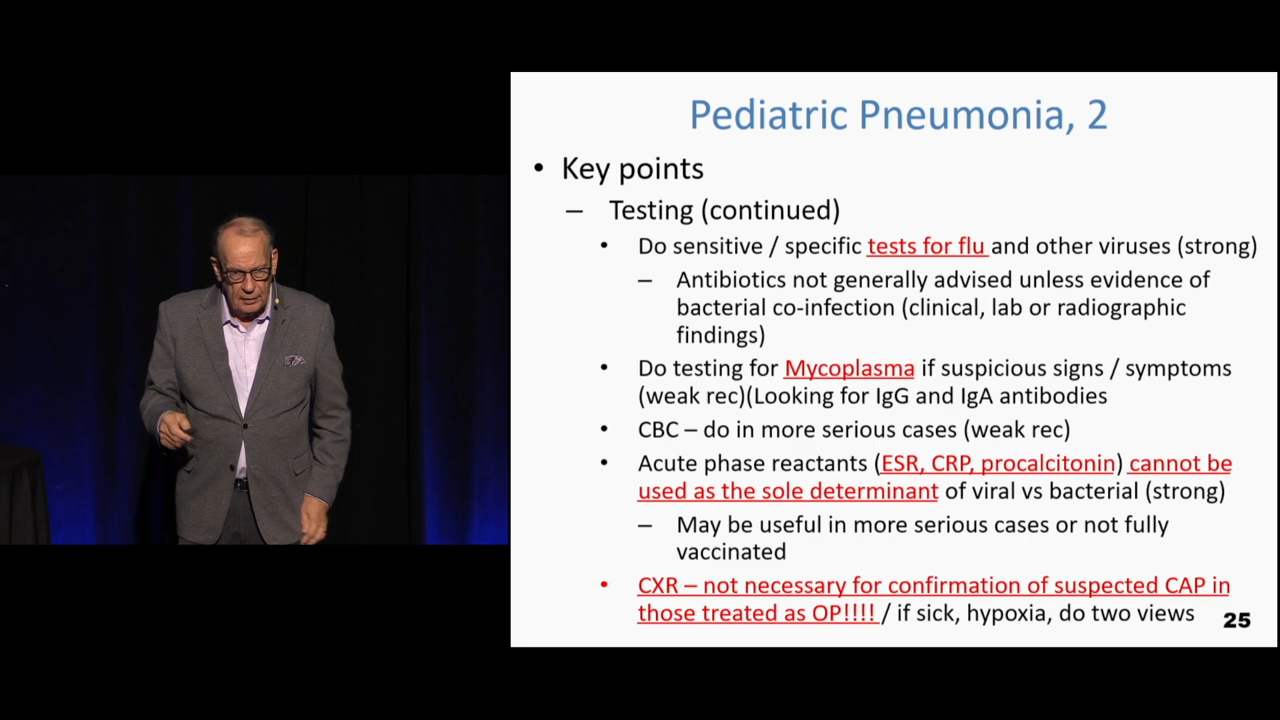 Pediatric Pneumonia, 2
• Key points
– Testing (continued)
• Do sensitive / specific tests for flu and other viruses (strong)
– Antibiotics not generally advised unless evidence of
bacterial co-infection (clinical, lab or radiographic
findings)
• Do testing for Mycoplasma if suspicious signs / symptoms
(weak rec)(Looking for IgG and IgA antibodies
• CBC – do in more serious cases (weak rec)
• Acute phase reactants (ESR, CRP, procalcitonin) cannot be
used as the sole determinant of viral vs bacterial (strong)
– May be useful in more serious cases or not fully
vaccinated
• CXR – not necessary for confirmation of suspected CAP in
those treated as OP!!!! / if sick, hypoxia, do two views
25